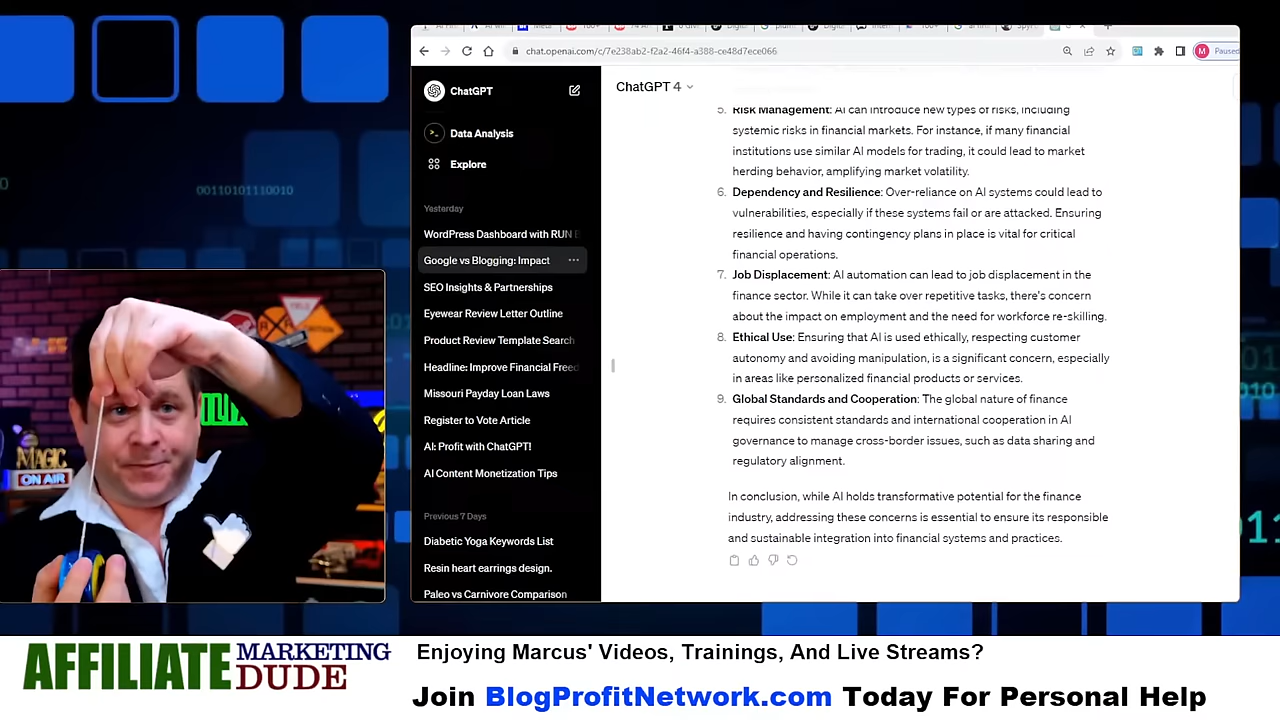 chat.openai.com/c/7e238ab2-f2a2-46f4-a388-ce48d7ece066
M Paused
ChatGPT
ChatGPT 4
Data Analysis
Explore
Yesterday
WordPress Dashboard with RUN
Google vs Blogging: Impact
SEO Insights & Partnerships
Eyewear Review Letter Outline
Product Review Template Search
Headline: Improve Financial Freed
Missouri Payday Loan Laws
Register to Vote Article
AI: Profit with ChatGPT!
AI Content Monetization Tips
Previous 7 Days
Diabetic Yoga Keywords List
Resin heart earrings design.
Paleo vs Carnivore Comparison
5. Risk Management: AI can introduce new types of risks, including
systemic risks in financial markets. For instance, if many financial
institutions use similar AI models for trading, it could lead to market
herding behavior, amplifying market volatility.
6. Dependency and Resilience: Over-reliance on AI systems could lead to
vulnerabilities, especially if these systems fail or are attacked. Ensuring
resilience and having contingency plans in place is vital for critical
financial operations.
7. Job Displacement: AI automation can lead to job displacement in the
finance sector. While it can take over repetitive tasks, there's concern
about the impact on employment and the need for workforce re-skilling.
8. Ethical Use: Ensuring that AI is used ethically, respecting customer
autonomy and avoiding manipulation, is a significant concern, especially
in areas like personalized financial products or services.
9. Global Standards and Cooperation: The global nature of finance
requires consistent standards and international cooperation in AI
governance to manage cross-border issues, such as data sharing and
regulatory alignment.
In conclusion, while AI holds transformative potential for the finance
industry, addressing these concerns is essential to ensure its responsible
and sustainable integration into financial systems and practices.
00110101110010
MAGIC
ON AIR
AFFILIATE MARKETING DUDE
Enjoying Marcus' Videos, Trainings, And Live Streams?
Join BlogProfitNetwork.com Today For Personal Help